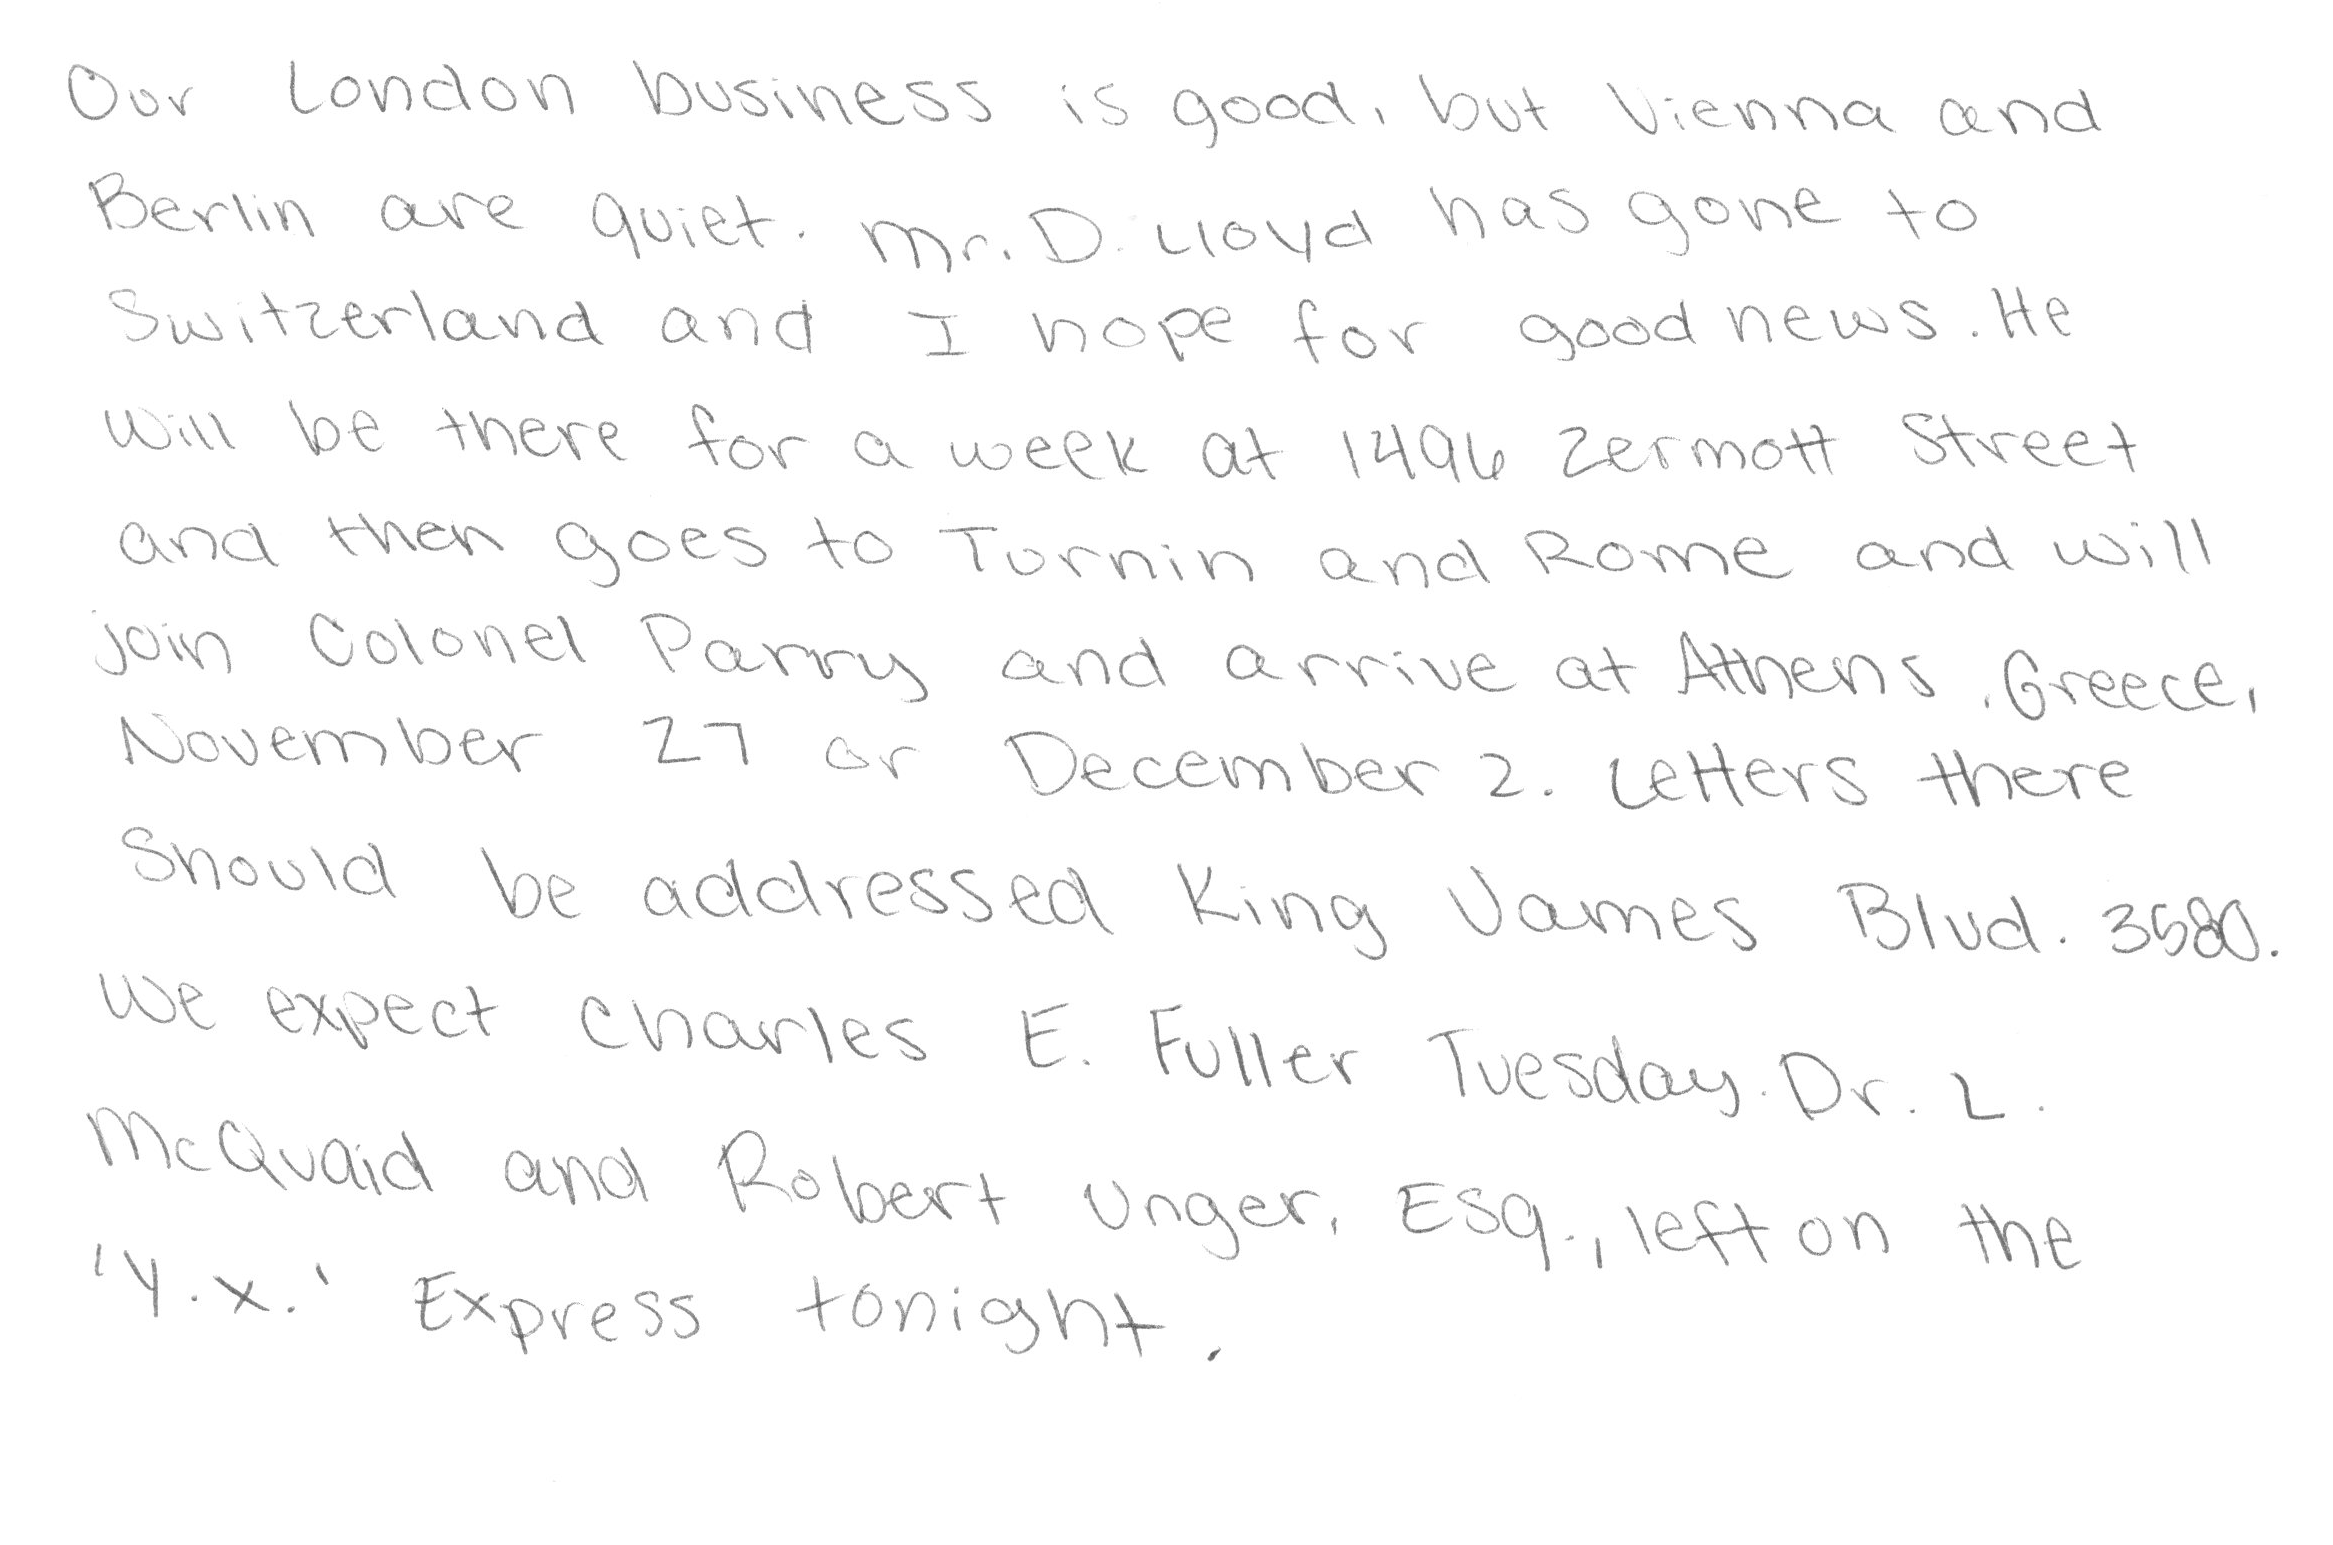 Our London business is good, but Vienna and
Berlin are quiet. Mr. D. Lloyd has gone to
Switzerland and I hope for good news. He
will be there for a week at 1496 Zermott Street
and then goes to Turnin and Rome and will
join Colonel Parry and arrive at Athens, Greece,
November 27 or December 2. Letters there
should be addressed King James Blvd. 3580.
We expect Charles E. Fuller Tuesday. Dr. L.
McQuaid and Robert Unger, Esq., left on the
'Y.X.' Express tonight.